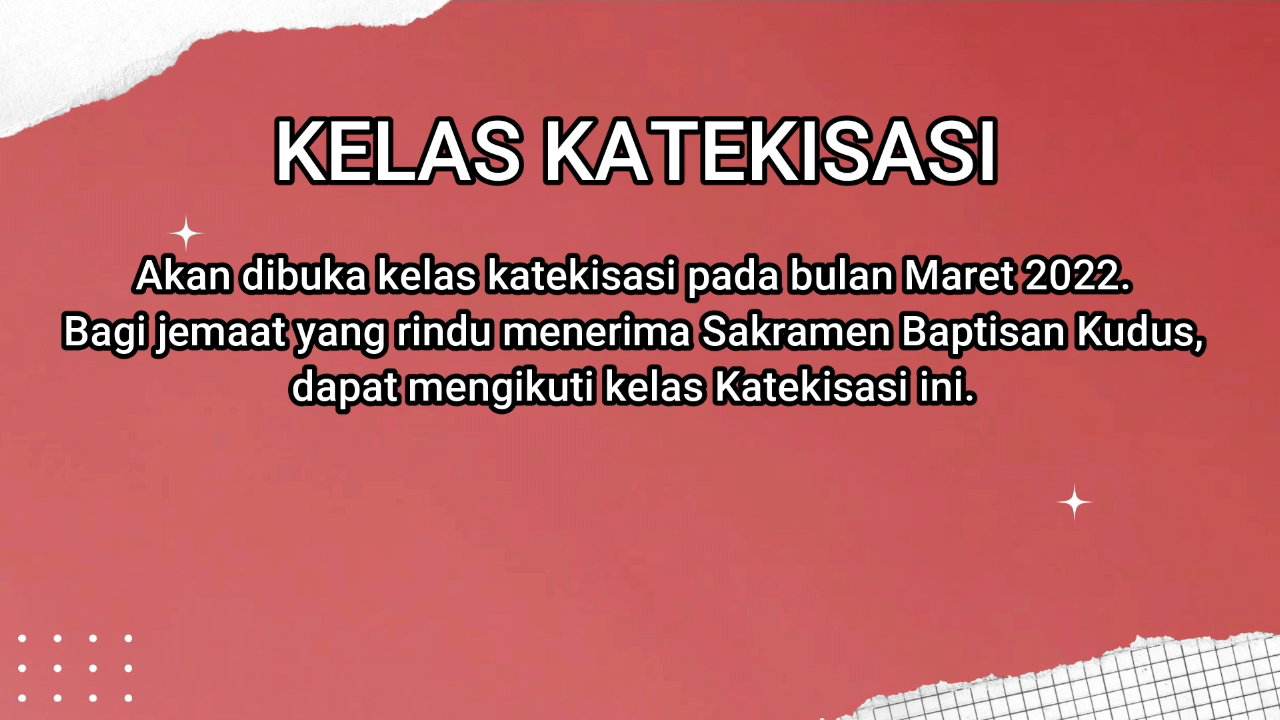 KELAS KATEKISASI
Akan dibuka kelas katekisasi pada bulan Maret 2022.
Bagi jemaat yang rindu menerima Sakramen Baptisan Kudus,
dapat mengikuti kelas Katekisasi ini.